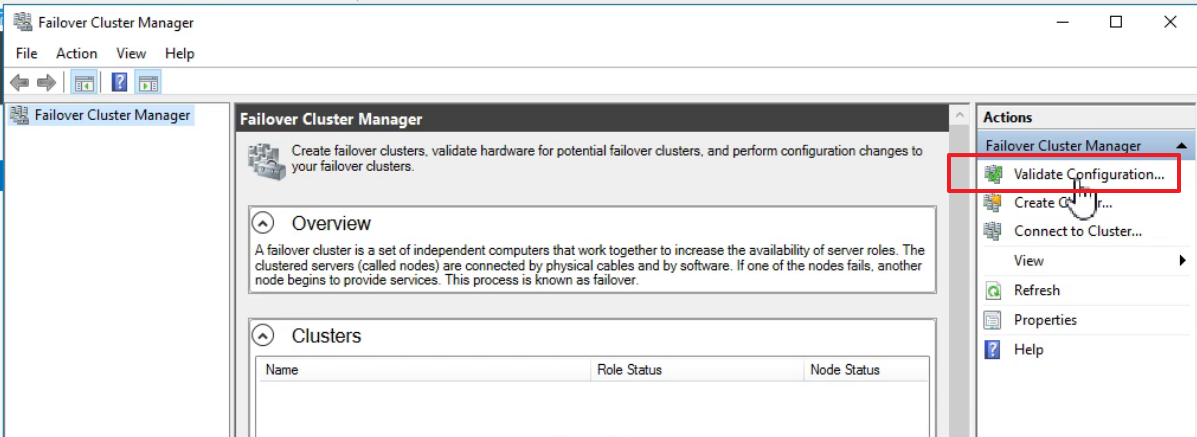 Failover Cluster Manager
File Action View Help
Failover Cluster Manager
Failover Cluster Manager
Create failover clusters, validate hardware for potential failover clusters, and perform configuration changes to
your failover clusters.
Overview
A failover cluster is a set of independent computers that work together to increase the availability of server roles. The
clustered servers (called nodes) are connected by physical cables and by software. If one of the nodes fails, another
node begins to provide services. This process is known as failover.
Clusters
Name Role Status Node Status
Actions
Failover Cluster Manager
Validate Configuration...
Create
Connect to Cluster...
View
Refresh
Properties
Help